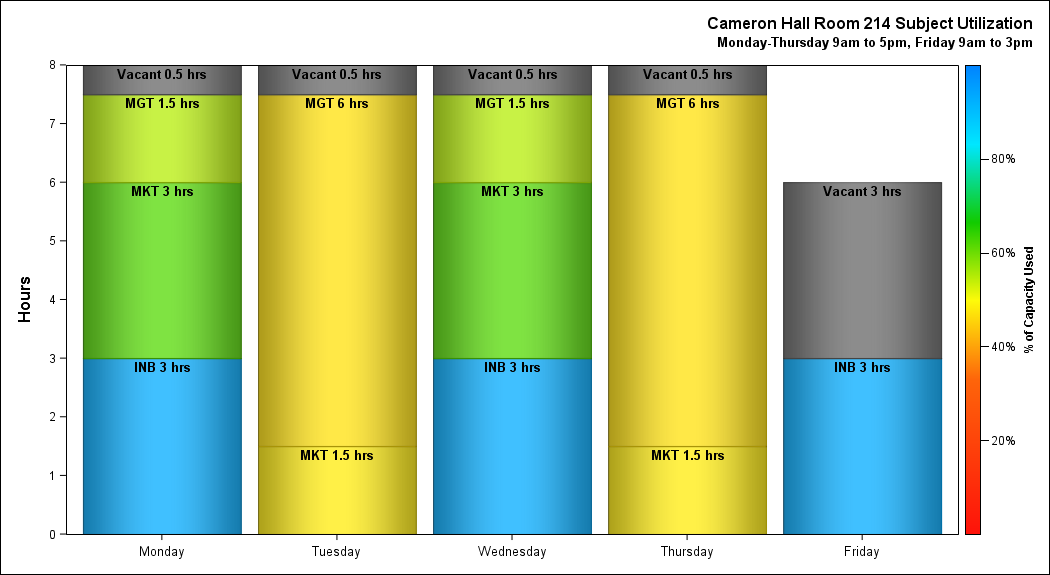 Cameron Hall Room 214 Subject Utilization
Monday-Thursday 9am to 5pm, Friday 9am to 3pm
Hours
8
7
6
5
4
3
2
1
0
Vacant 0.5 hrs
MGT 1.5 hrs
MKT 3 hrs
INB 3 hrs
Vacant 0.5 hrs
MGT 6 hrs
MKT 1.5 hrs
Vacant 0.5 hrs
MGT 1.5 hrs
MKT 3 hrs
INB 3 hrs
Vacant 0.5 hrs
MGT 6 hrs
MKT 1.5 hrs
Vacant 3 hrs
INB 3 hrs
Monday Tuesday Wednesday Thursday Friday
80%
60%
40%
20%
% of Capacity Used